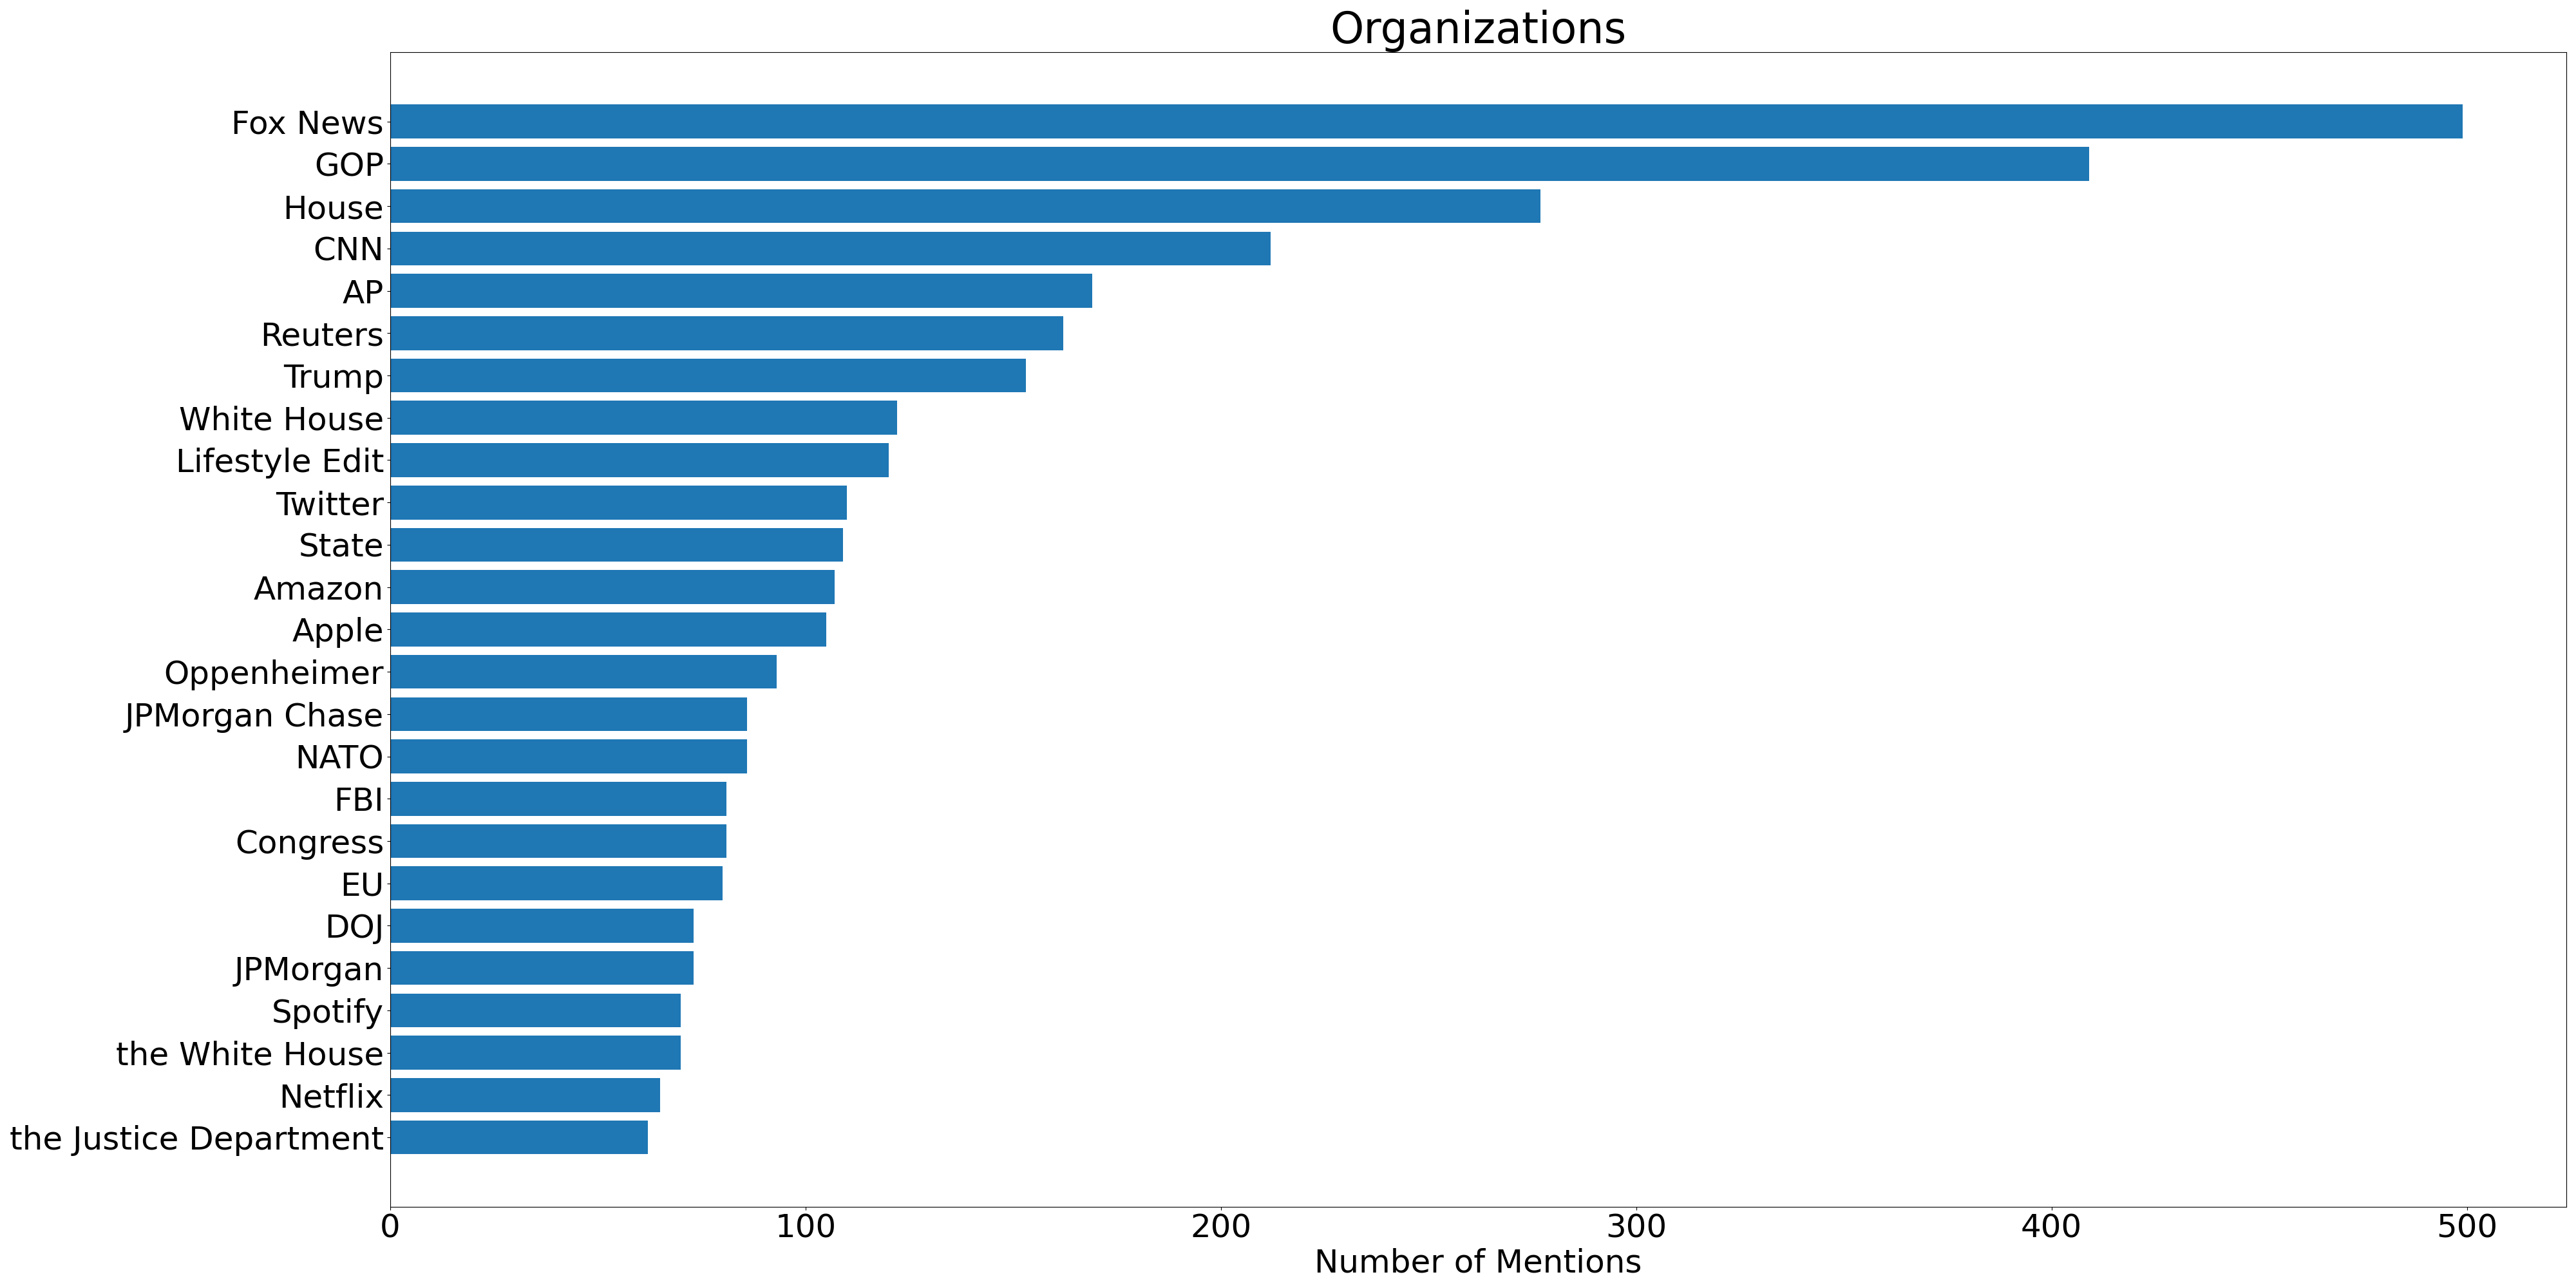 Organizations
Fox News
GOP
House
CNN
AP
Reuters
Trump
White House
Lifestyle Edit
Twitter
State
Amazon
Apple
Oppenheimer
JPMorgan Chase
NATO
FBI
Congress
EU
DOJ
JPMorgan
Spotify
the White House
Netflix
the Justice Department
0 100 200 300 400 500
Number of Mentions